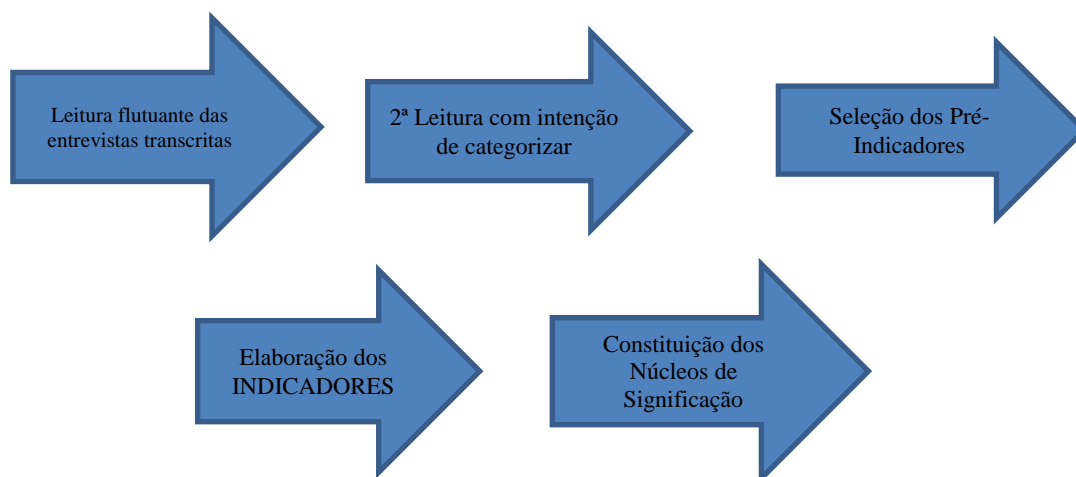 Leitura flutuante das
entrevistas transcritas
2ª Leitura com intenção
de categorizar
Seleção dos Pré-
Indicadores
Elaboração dos
INDICADORES
Constituição dos
Núcleos de
Significação